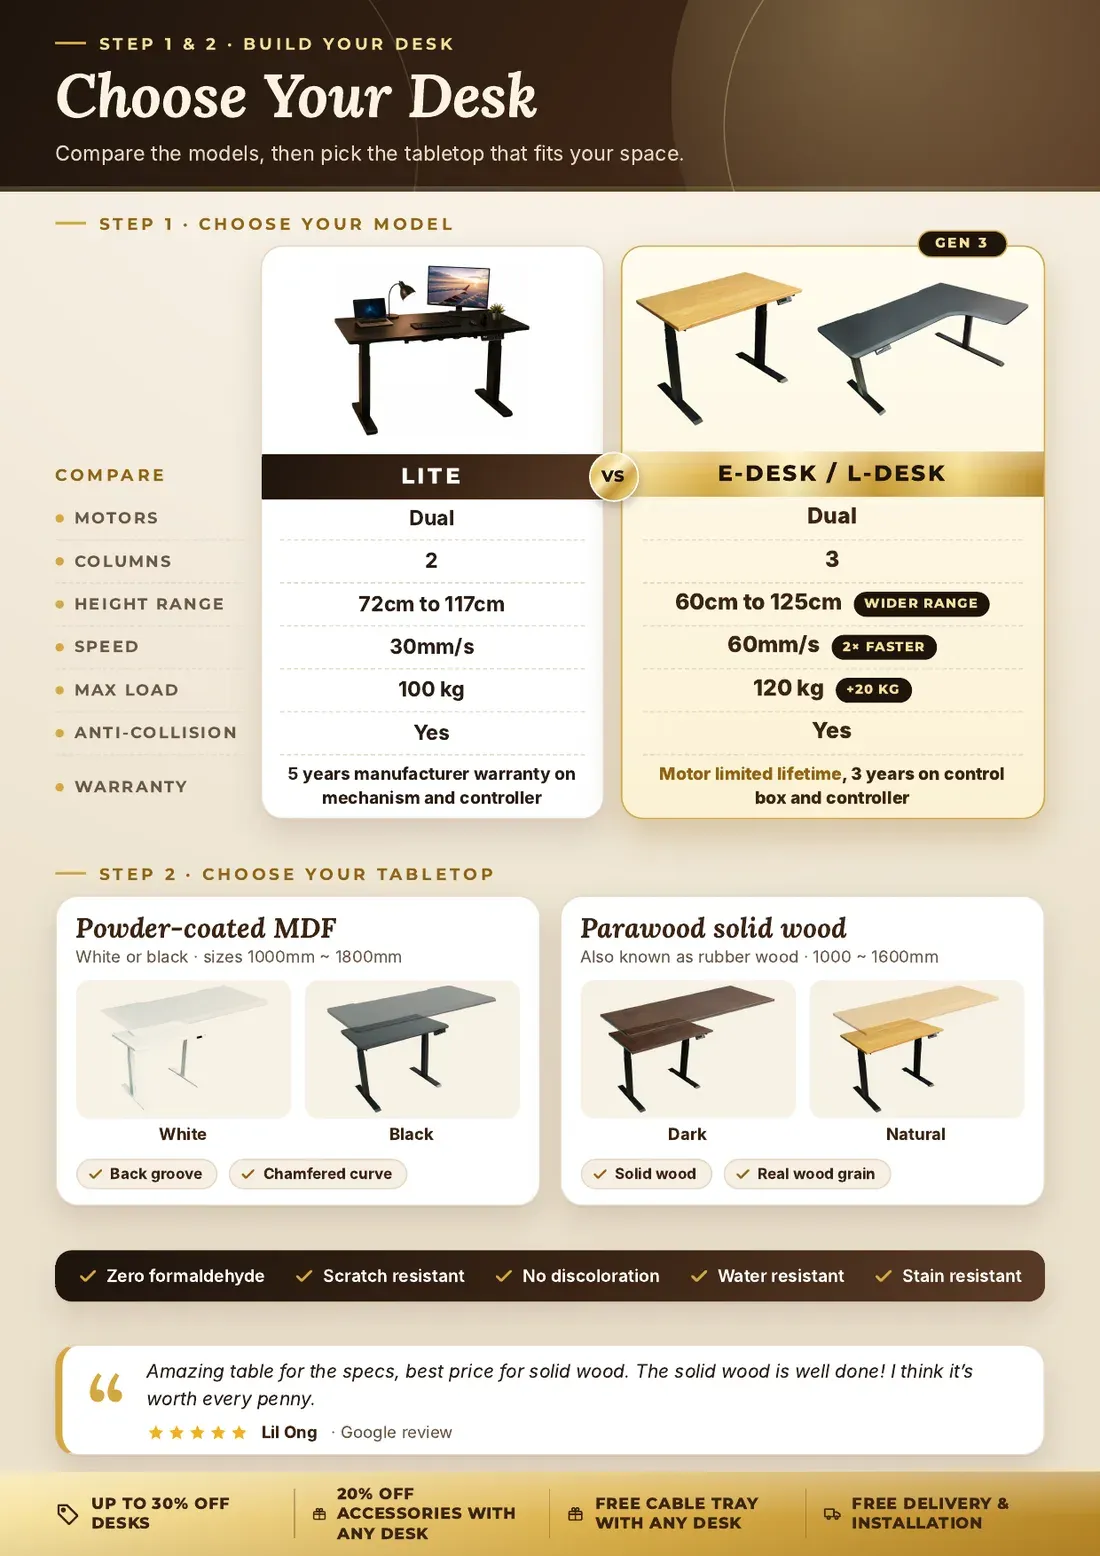 STEP 1 & 2 · BUILD YOUR DESK
Choose Your Desk
Compare the models, then pick the tabletop that fits your space.
STEP 1 · CHOOSE YOUR MODEL
GEN 3
COMPARE
LITE
VS
E-DESK / L-DESK
MOTORS
Dual
Dual
COLUMNS
2
3
HEIGHT RANGE
72cm to 117cm
60cm to 125cm WIDER RANGE
SPEED
30mm/s
60mm/s 2× FASTER
MAX LOAD
100 kg
120 kg +20 KG
ANTI-COLLISION
Yes
Yes
WARRANTY
5 years manufacturer warranty on
mechanism and controller
Motor limited lifetime, 3 years on control
box and controller
STEP 2 · CHOOSE YOUR TABLETOP
Powder-coated MDF
White or black · sizes 1000mm ~ 1800mm
White
Black
Back groove
Chamfered curve
Parawood solid wood
Also known as rubber wood · 1000 ~ 1600mm
Dark
Natural
Solid wood
Real wood grain
Zero formaldehyde
Scratch resistant
No discoloration
Water resistant
Stain resistant
“
Amazing table for the specs, best price for solid wood. The solid wood is well done! I think it’s
worth every penny.
★★★★★ Lil Ong · Google review
UP TO 30% OFF
DESKS
20% OFF
ACCESSORIES WITH
ANY DESK
FREE CABLE TRAY
WITH ANY DESK
FREE DELIVERY &
INSTALLATION